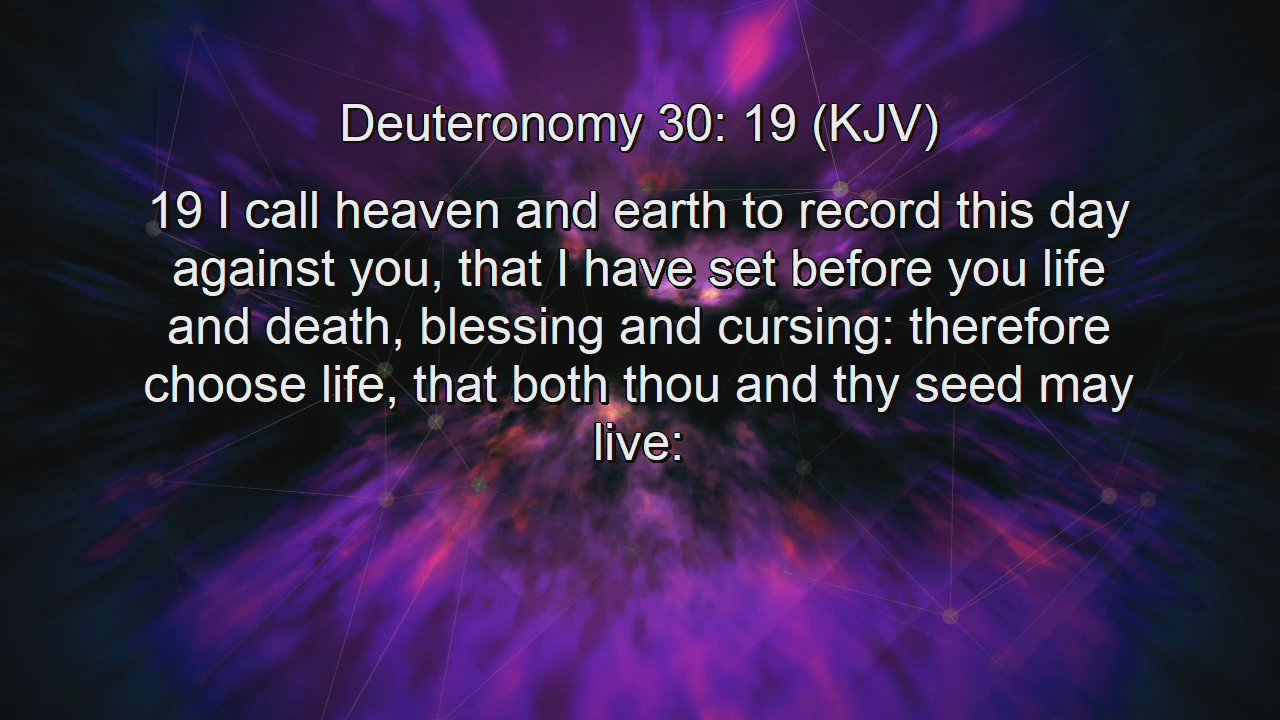 Deuteronomy 30: 19 (KJV)
19 I call heaven and earth to record this day
against you, that I have set before you life
and death, blessing and cursing: therefore
choose life, that both thou and thy seed may
live: